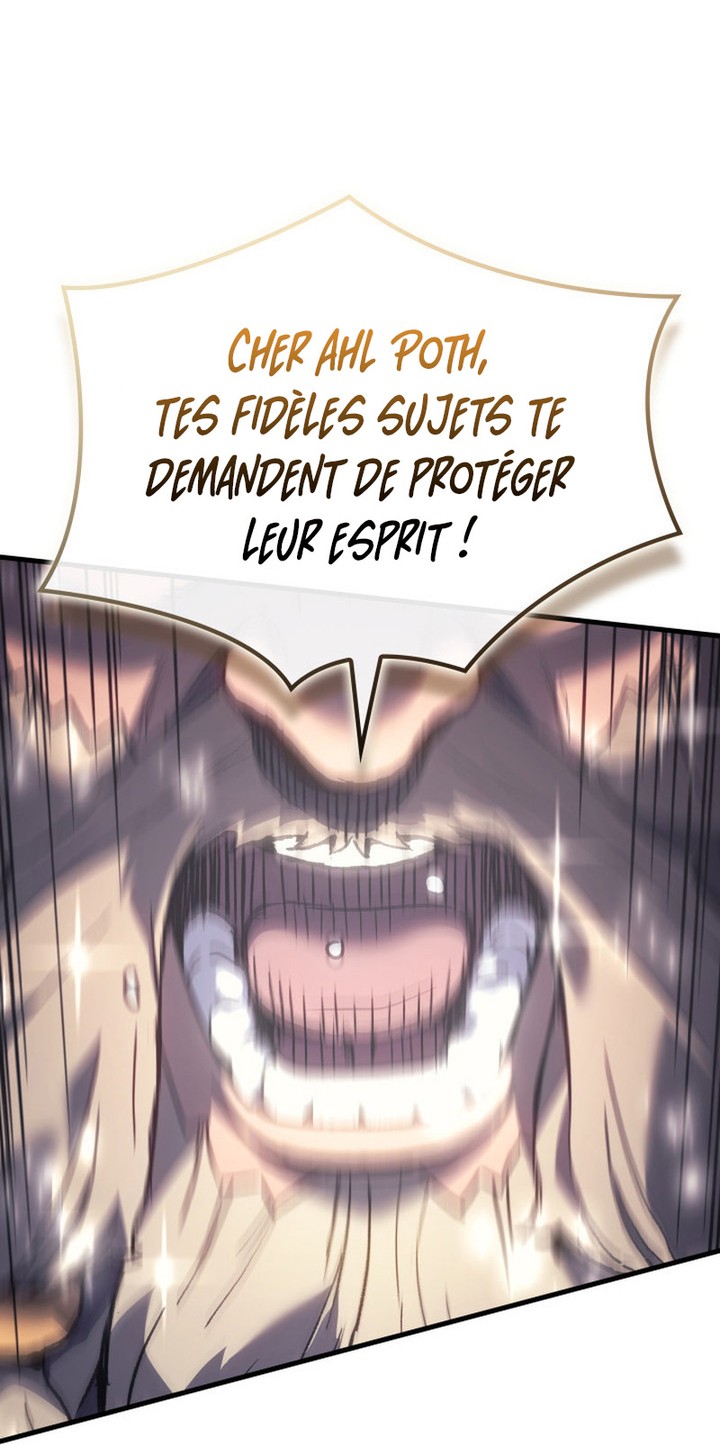 CHER AHL POTH,
TES FIDÈLES SUJETS TE
DEMANDENT DE PROTÉGER
LEUR ESPRIT !